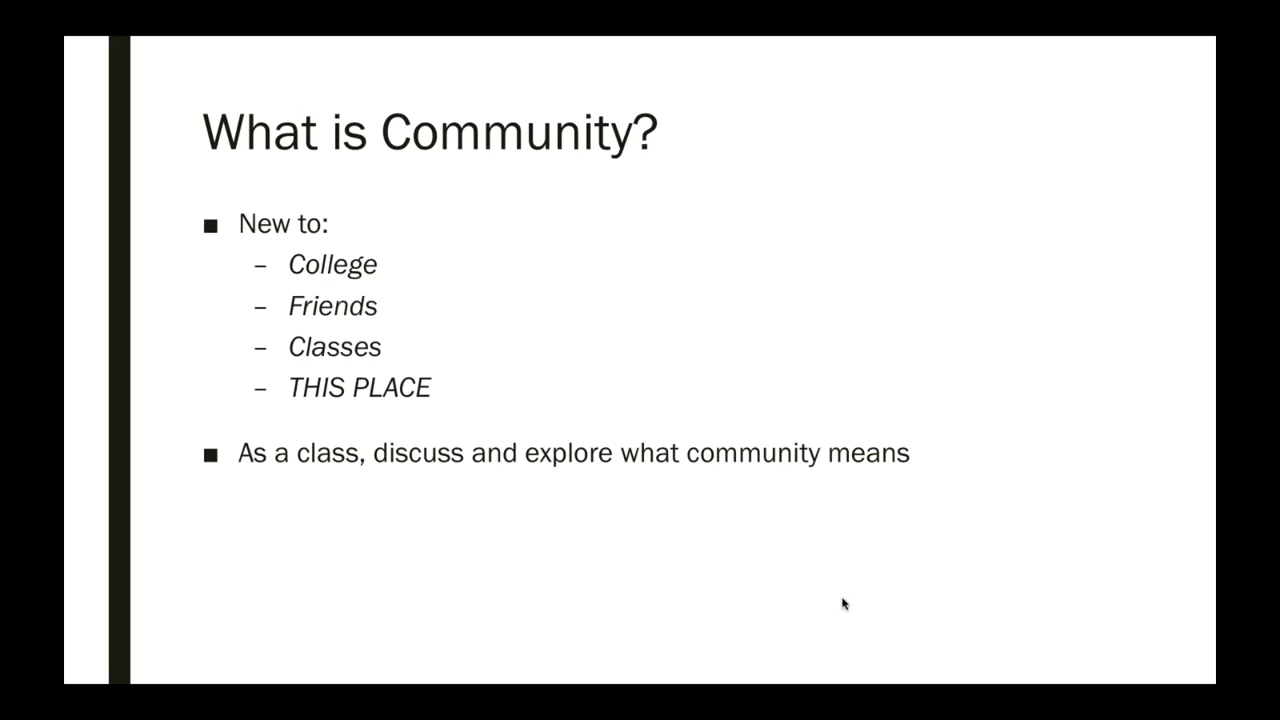 What is Community?
■ New to:
– College
– Friends
– Classes
– THIS PLACE
■ As a class, discuss and explore what community means